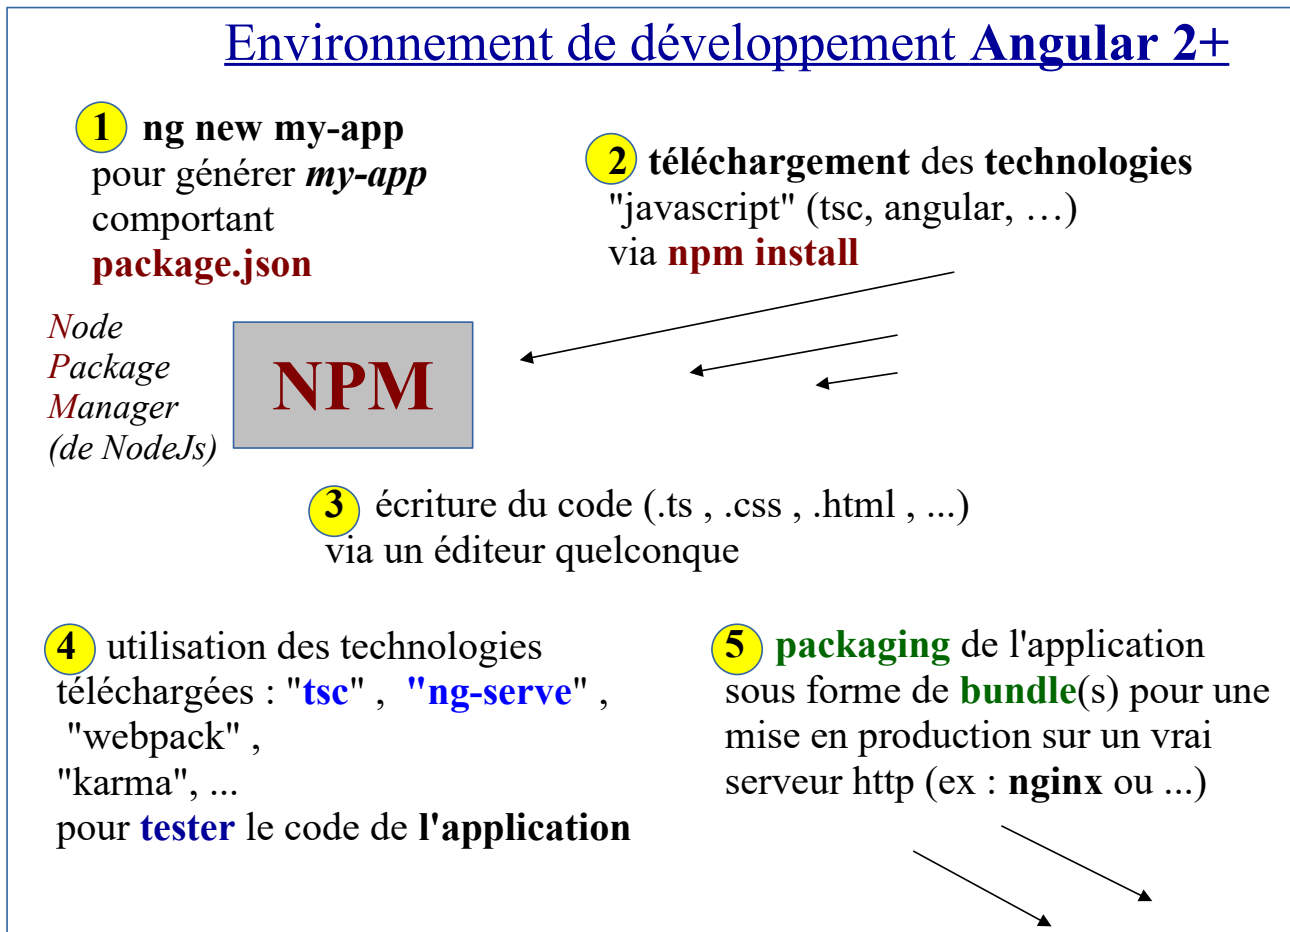 Environnement de développement Angular 2+
1 ng new my-app
pour générer my-app
comportant
package.json
2 téléchargement des technologies
"javascript" (tsc, angular, …)
via npm install
Node
Package
Manager
(de NodeJs)
NPM
3 écriture du code (.ts , .css , .html , ...)
via un éditeur quelconque
4 utilisation des technologies
téléchargées : "tsc" , "ng-serve" ,
"webpack" ,
"karma", ...
pour tester le code de l'application
5 packaging de l'application
sous forme de bundle(s) pour une
mise en production sur un vrai
serveur http (ex : nginx ou ...)